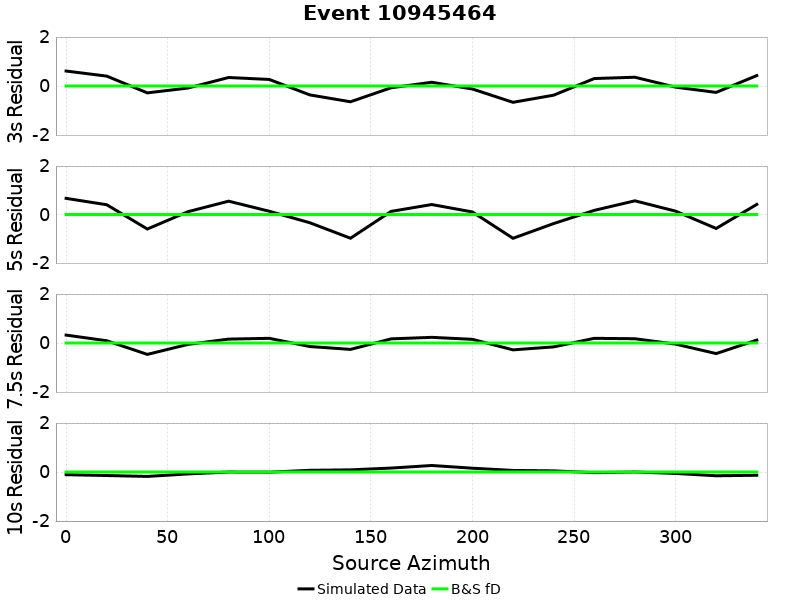 Event 10945464
3s Residual
2
0
-2
5s Residual
2
0
-2
7.5s Residual
2
0
-2
10s Residual
2
0
-2
0 50 100 150 200 250 300
Source Azimuth
Simulated Data B&S fD